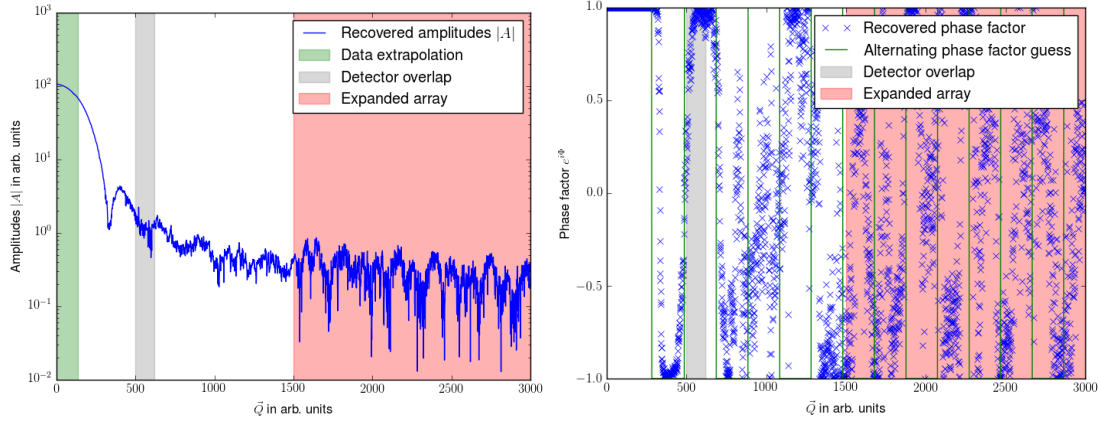 10³
10²
10¹
10⁰
10⁻¹
10⁻²
Amplitudes |A| in arb. units
Recovered amplitudes |A|
Data extrapolation
Detector overlap
Expanded array
0 500 1000 1500 2000 2500 3000
Q⃗ in arb. units
1.0
0.5
0.0
−0.5
−1.0
Phase factor e^{iΦ}
Recovered phase factor
Alternating phase factor guess
Detector overlap
Expanded array
0 500 1000 1500 2000 2500 3000
Q⃗ in arb. units